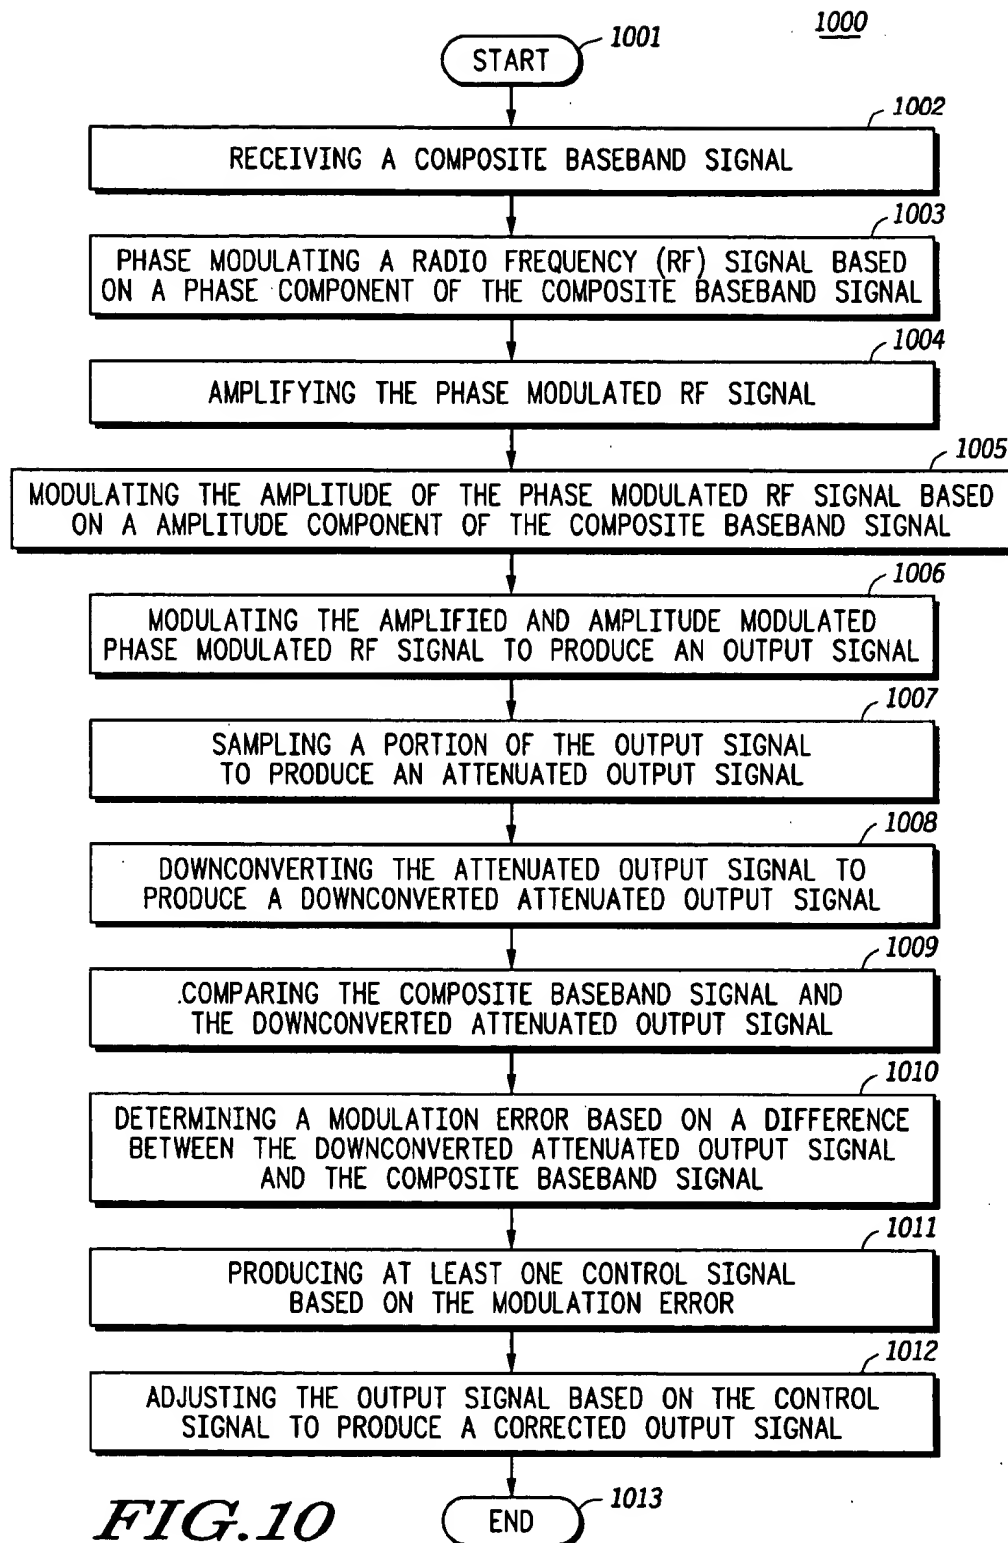 1000
START
1001
1002
RECEIVING A COMPOSITE BASEBAND SIGNAL
1003
PHASE MODULATING A RADIO FREQUENCY (RF) SIGNAL BASED
ON A PHASE COMPONENT OF THE COMPOSITE BASEBAND SIGNAL
1004
AMPLIFYING THE PHASE MODULATED RF SIGNAL
1005
MODULATING THE AMPLITUDE OF THE PHASE MODULATED RF SIGNAL BASED
ON A AMPLITUDE COMPONENT OF THE COMPOSITE BASEBAND SIGNAL
1006
MODULATING THE AMPLIFIED AND AMPLITUDE MODULATED
PHASE MODULATED RF SIGNAL TO PRODUCE AN OUTPUT SIGNAL
1007
SAMPLING A PORTION OF THE OUTPUT SIGNAL
TO PRODUCE AN ATTENUATED OUTPUT SIGNAL
1008
DOWNCONVERTING THE ATTENUATED OUTPUT SIGNAL TO
PRODUCE A DOWNCONVERTED ATTENUATED OUTPUT SIGNAL
1009
COMPARING THE COMPOSITE BASEBAND SIGNAL AND
THE DOWNCONVERTED ATTENUATED OUTPUT SIGNAL
1010
DETERMINING A MODULATION ERROR BASED ON A DIFFERENCE
BETWEEN THE DOWNCONVERTED ATTENUATED OUTPUT SIGNAL
AND THE COMPOSITE BASEBAND SIGNAL
1011
PRODUCING AT LEAST ONE CONTROL SIGNAL
BASED ON THE MODULATION ERROR
1012
ADJUSTING THE OUTPUT SIGNAL BASED ON THE CONTROL
SIGNAL TO PRODUCE A CORRECTED OUTPUT SIGNAL
END
1013
FIG.10